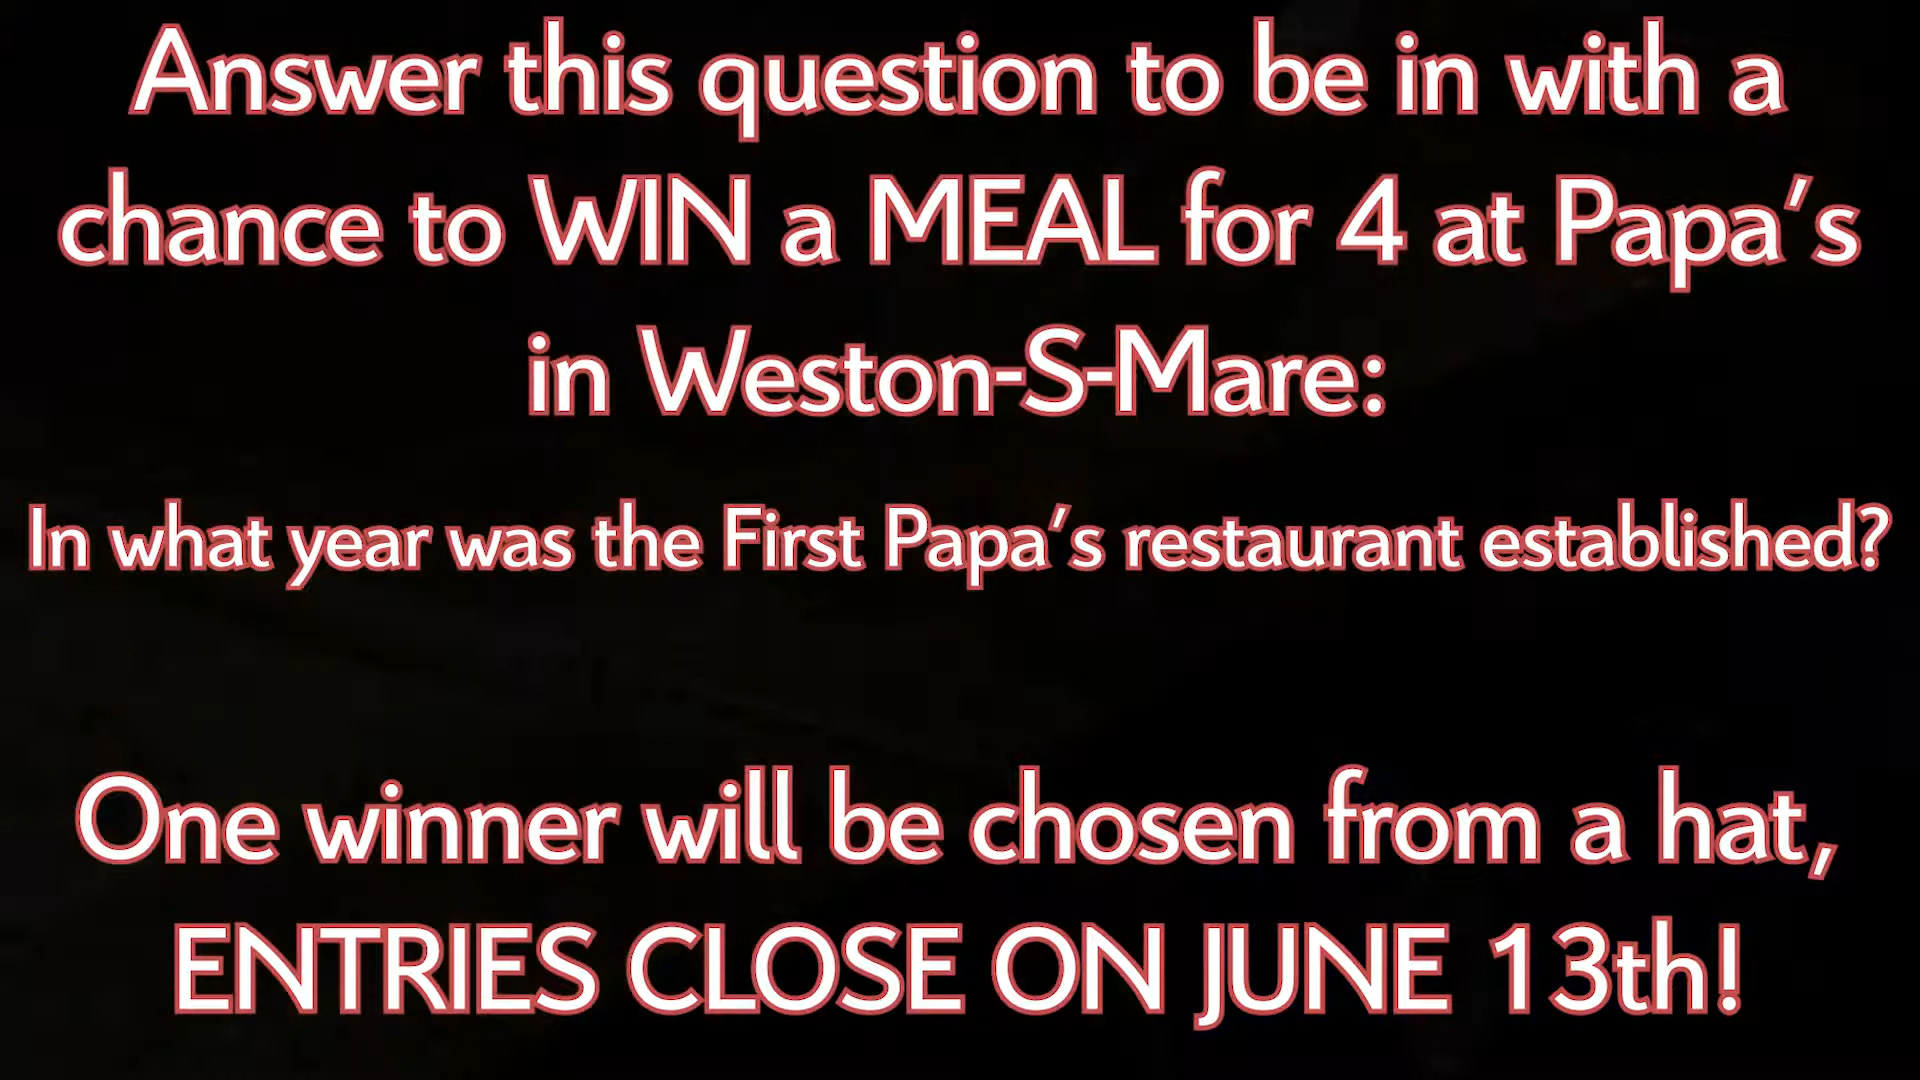 Answer this question to be in with a
chance to WIN a MEAL for 4 at Papa's
in Weston-S-Mare:
In what year was the First Papa's restaurant established?
One winner will be chosen from a hat,
ENTRIES CLOSE ON JUNE 13th!